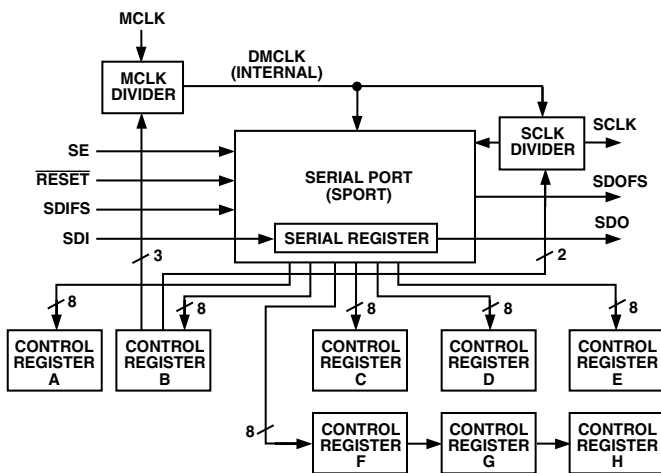 MCLK
MCLK
DIVIDER
DMCLK
(INTERNAL)
SCLK
DIVIDER
SCLK
SE
RESET
SDIFS
SDI
SERIAL PORT
(SPORT)
SERIAL REGISTER
SDOFS
SDO
3
2
8
8
8
8
8
CONTROL
REGISTER
A
CONTROL
REGISTER
B
CONTROL
REGISTER
C
CONTROL
REGISTER
D
CONTROL
REGISTER
E
8
CONTROL
REGISTER
F
CONTROL
REGISTER
G
CONTROL
REGISTER
H